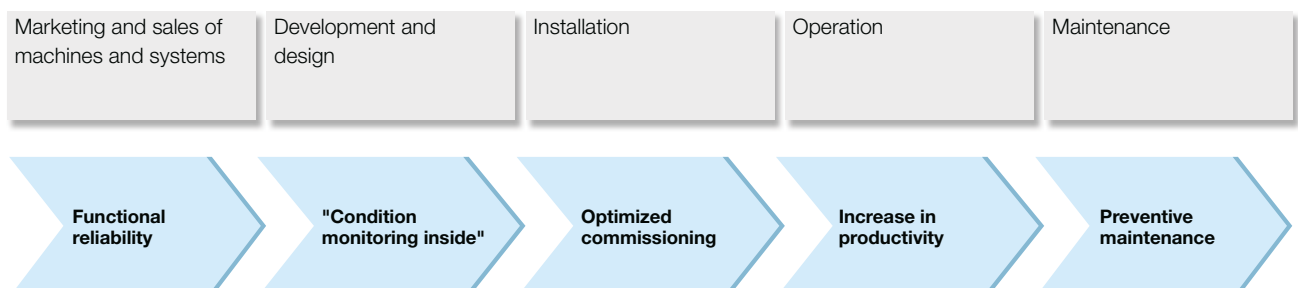 Marketing and sales of
machines and systems
Development and
design
Installation
Operation
Maintenance
Functional
reliability
"Condition
monitoring inside"
Optimized
commissioning
Increase in
productivity
Preventive
maintenance